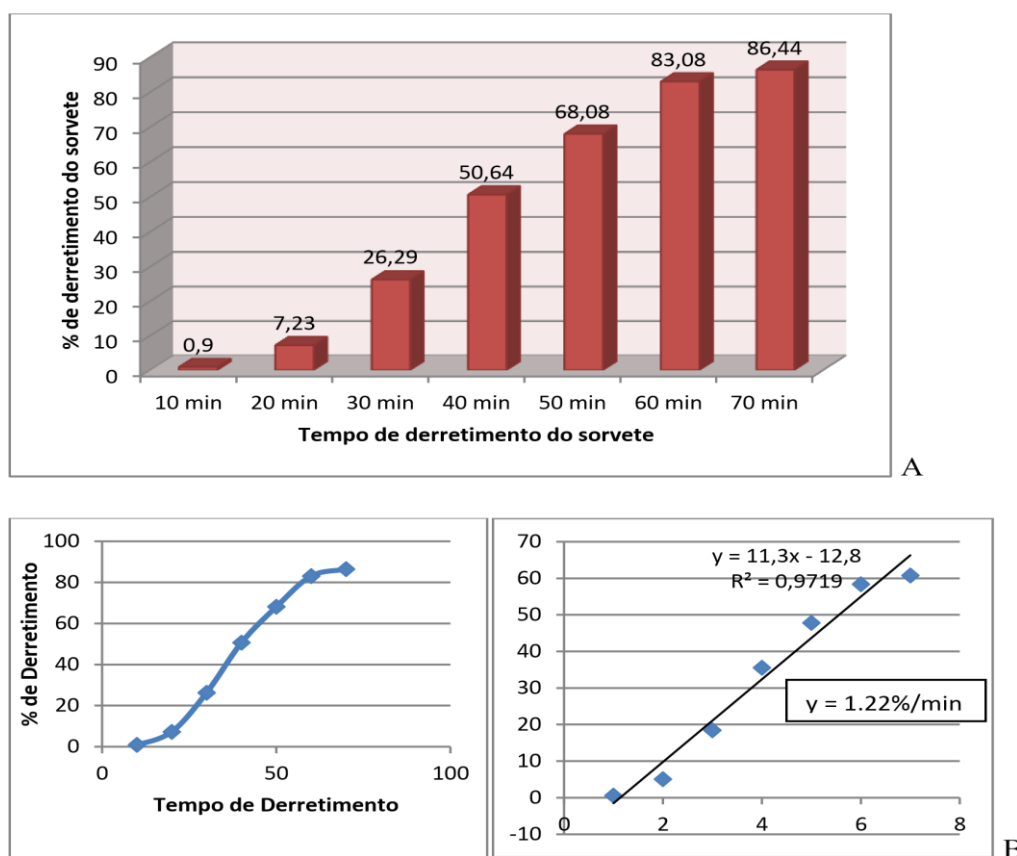 % de derretimento do sorvete
90
80
70
60
50
40
30
20
10
0
0,9
7,23
26,29
50,64
68,08
83,08
86,44
10 min 20 min 30 min 40 min 50 min 60 min 70 min
Tempo de derretimento do sorvete
A
% de Derretimento
100
80
60
40
20
0
0 50 100
Tempo de Derretimento
70
60
50
40
30
20
10
0
-10
y = 11,3x - 12,8
R² = 0,9719
y = 1.22%/min
0 2 4 6 8
B